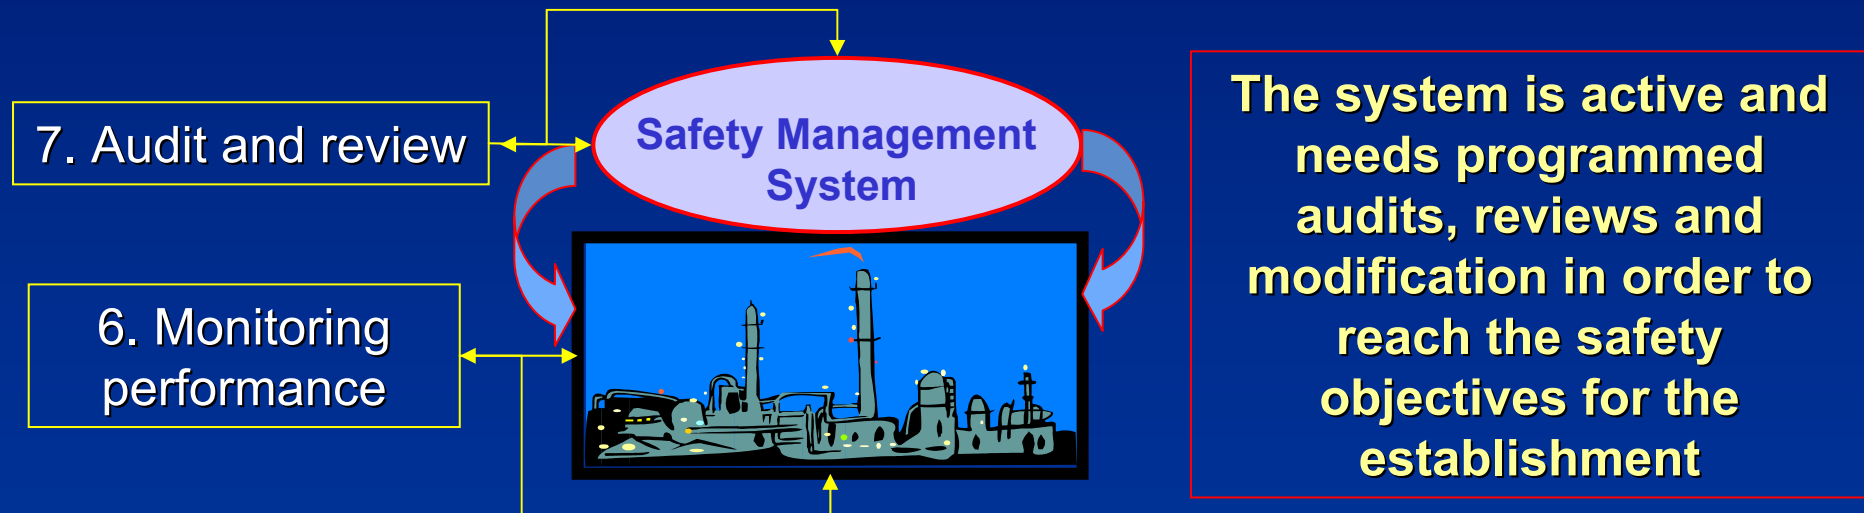 7. Audit and review
Safety Management
System
6. Monitoring
performance
The system is active and
needs programmed
audits, reviews and
modification in order to
reach the safety
objectives for the
establishment